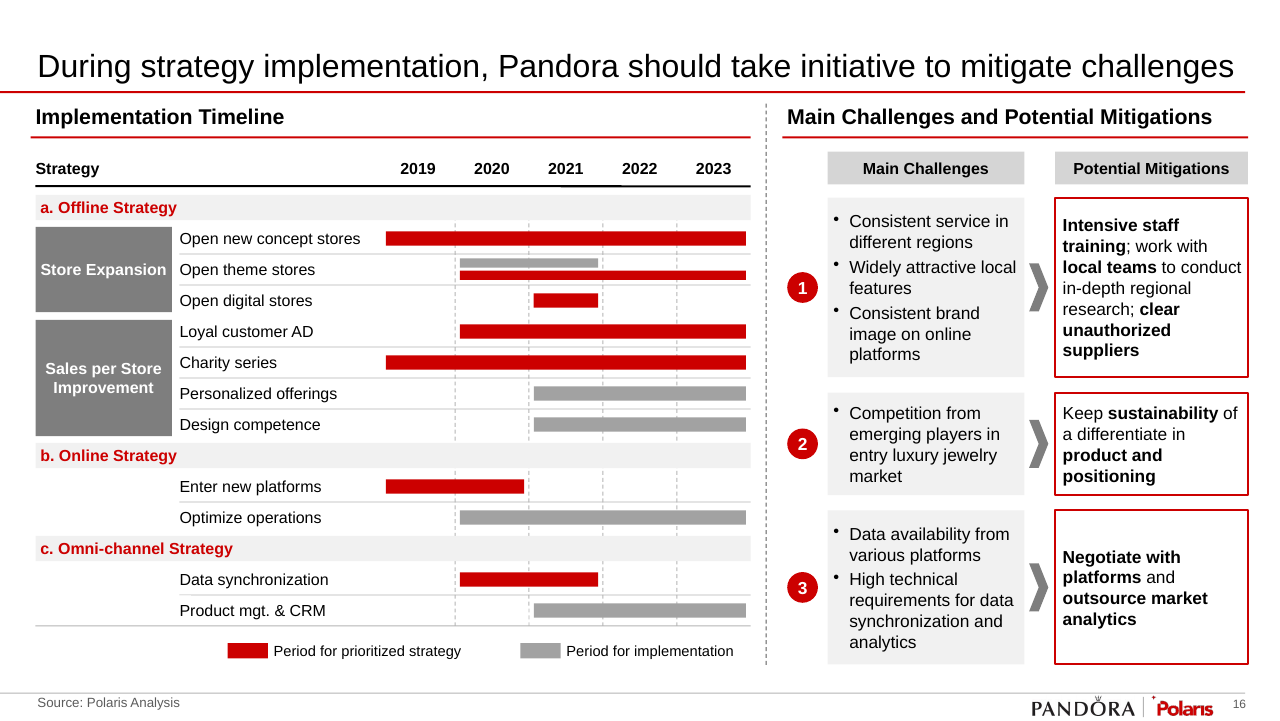 During strategy implementation, Pandora should take initiative to mitigate challenges
Implementation Timeline
Strategy 2019 2020 2021 2022 2023
a. Offline Strategy
Store Expansion
Open new concept stores
Open theme stores
Open digital stores
Sales per Store
Improvement
Loyal customer AD
Charity series
Personalized offerings
Design competence
b. Online Strategy
Enter new platforms
Optimize operations
c. Omni-channel Strategy
Data synchronization
Product mgt. & CRM
Period for prioritized strategy
Period for implementation
Main Challenges and Potential Mitigations
Main Challenges
Potential Mitigations
1
• Consistent service in
different regions
• Widely attractive local
features
• Consistent brand
image on online
platforms
Intensive staff
training; work with
local teams to conduct
in-depth regional
research; clear
unauthorized
suppliers
2
• Competition from
emerging players in
entry luxury jewelry
market
Keep sustainability of
a differentiate in
product and
positioning
3
• Data availability from
various platforms
• High technical
requirements for data
synchronization and
analytics
Negotiate with
platforms and
outsource market
analytics
Source: Polaris Analysis
PANDÖRA
Polaris
16